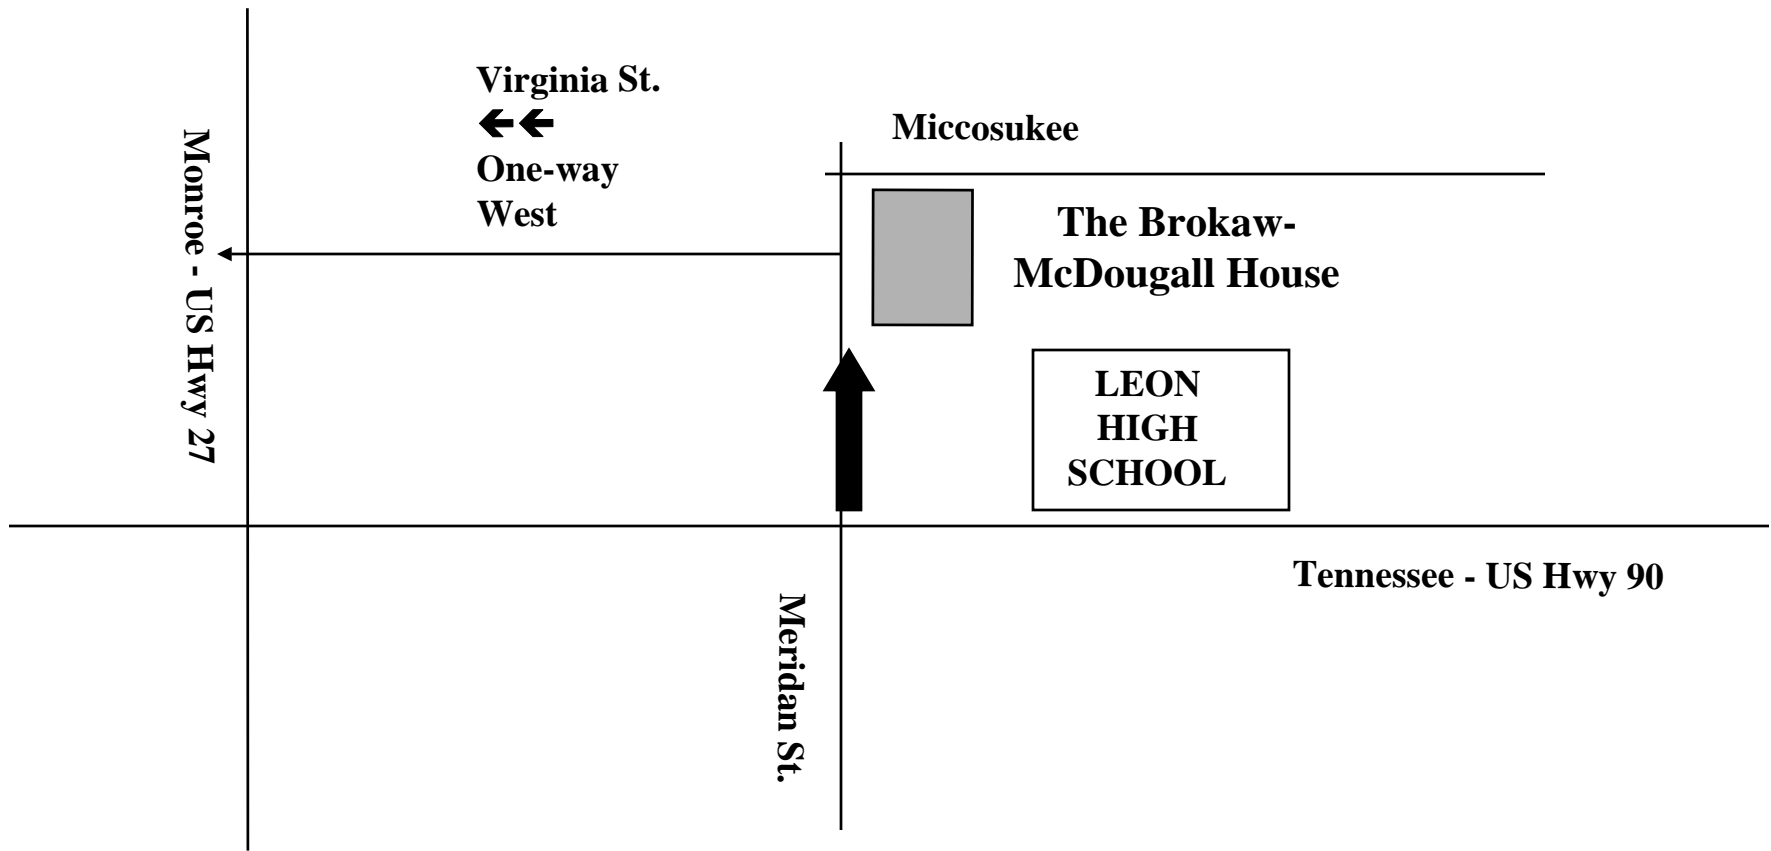 Virginia St.
One-way
West
Monroe - US Hwy 27
Miccosukee
The Brokaw-
McDougall House
LEON
HIGH
SCHOOL
Tennessee - US Hwy 90
Meridan St.